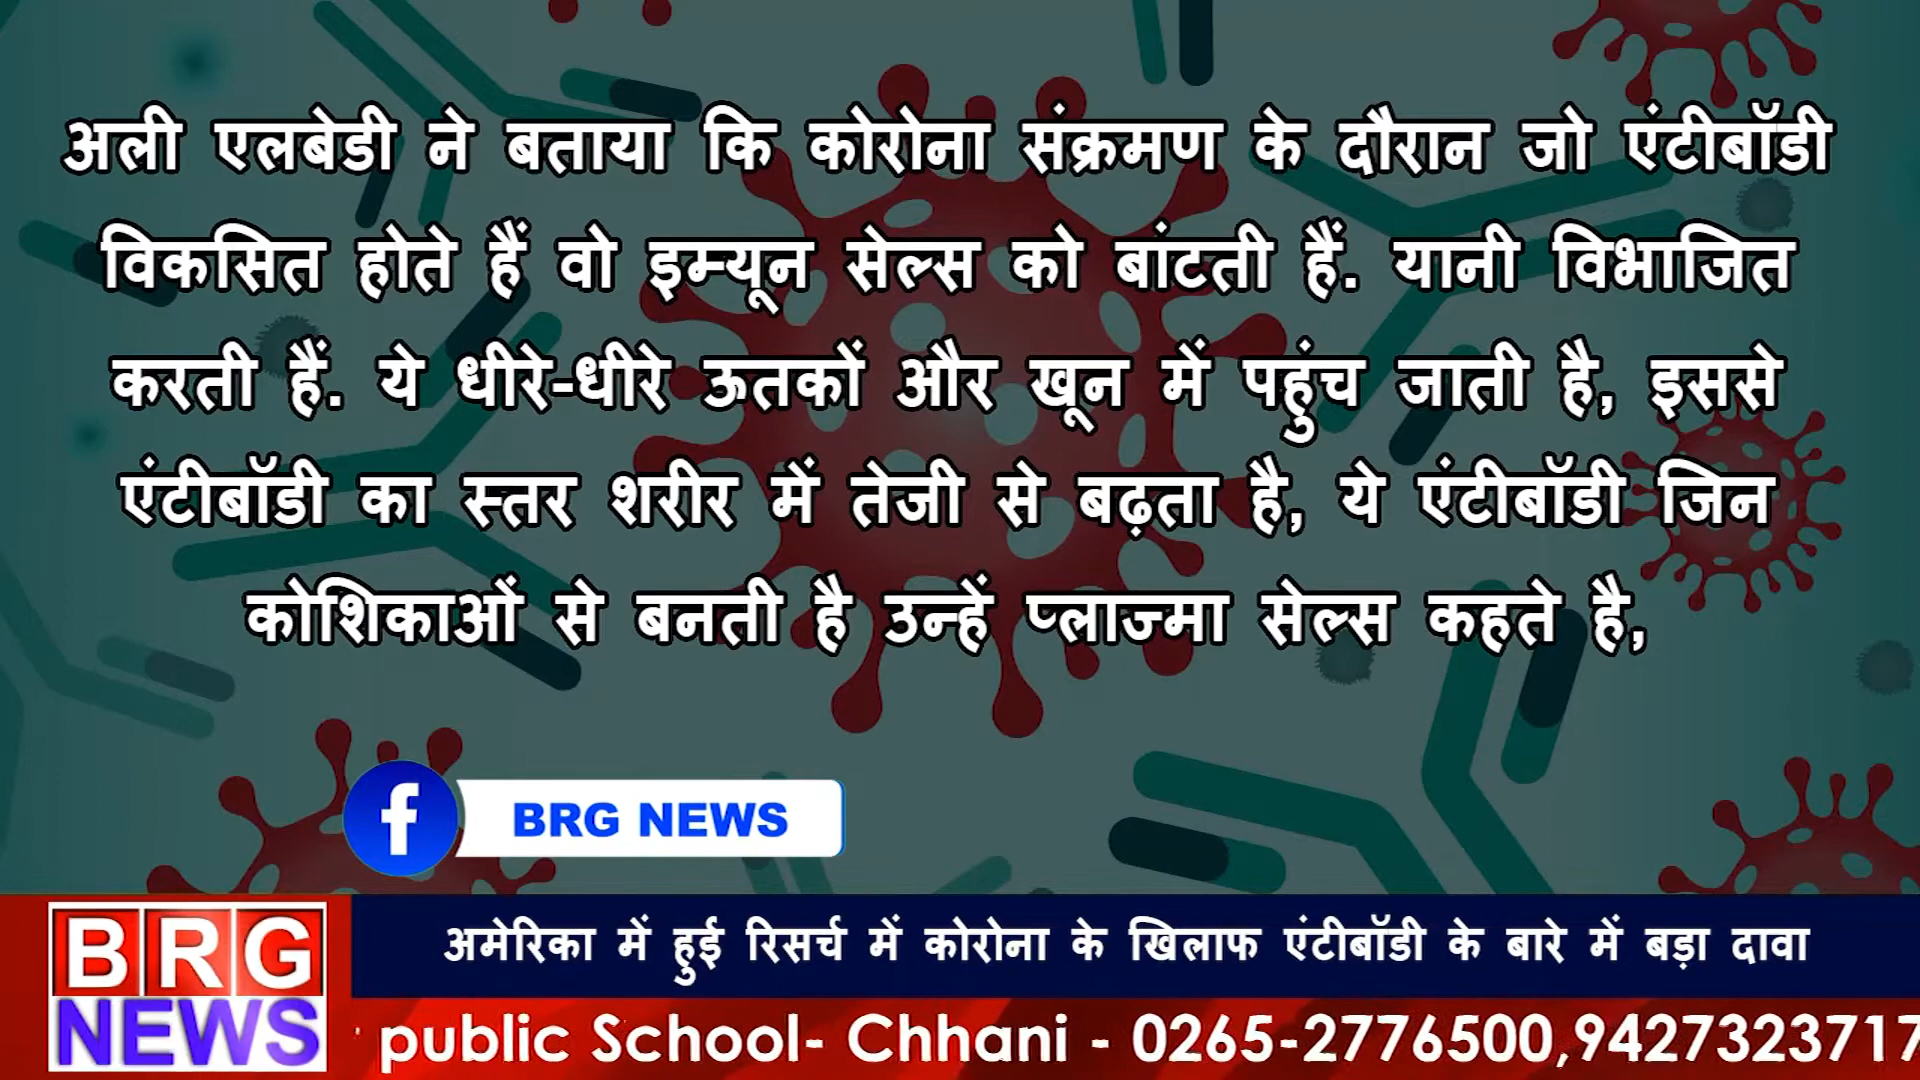 अली एलबेडी ने बताया कि कोरोना संक्रमण के दौरान जो एंटीबॉडी
विकसित होते हैं वो इम्यून सेल्स को बांटती हैं. यानी विभाजित
करती हैं. ये धीरे-धीरे ऊतकों और खून में पहुंच जाती है, इससे
एंटीबॉडी का स्तर शरीर में तेजी से बढ़ता है, ये एंटीबॉडी जिन
कोशिकाओं से बनती है उन्हें प्लाज्मा सेल्स कहते है,
f BRG NEWS
BRG
NEWS
अमेरिका में हुई रिसर्च में कोरोना के खिलाफ एंटीबॉडी के बारे में बड़ा दावा
public School- Chhani - 0265-2776500,9427323717